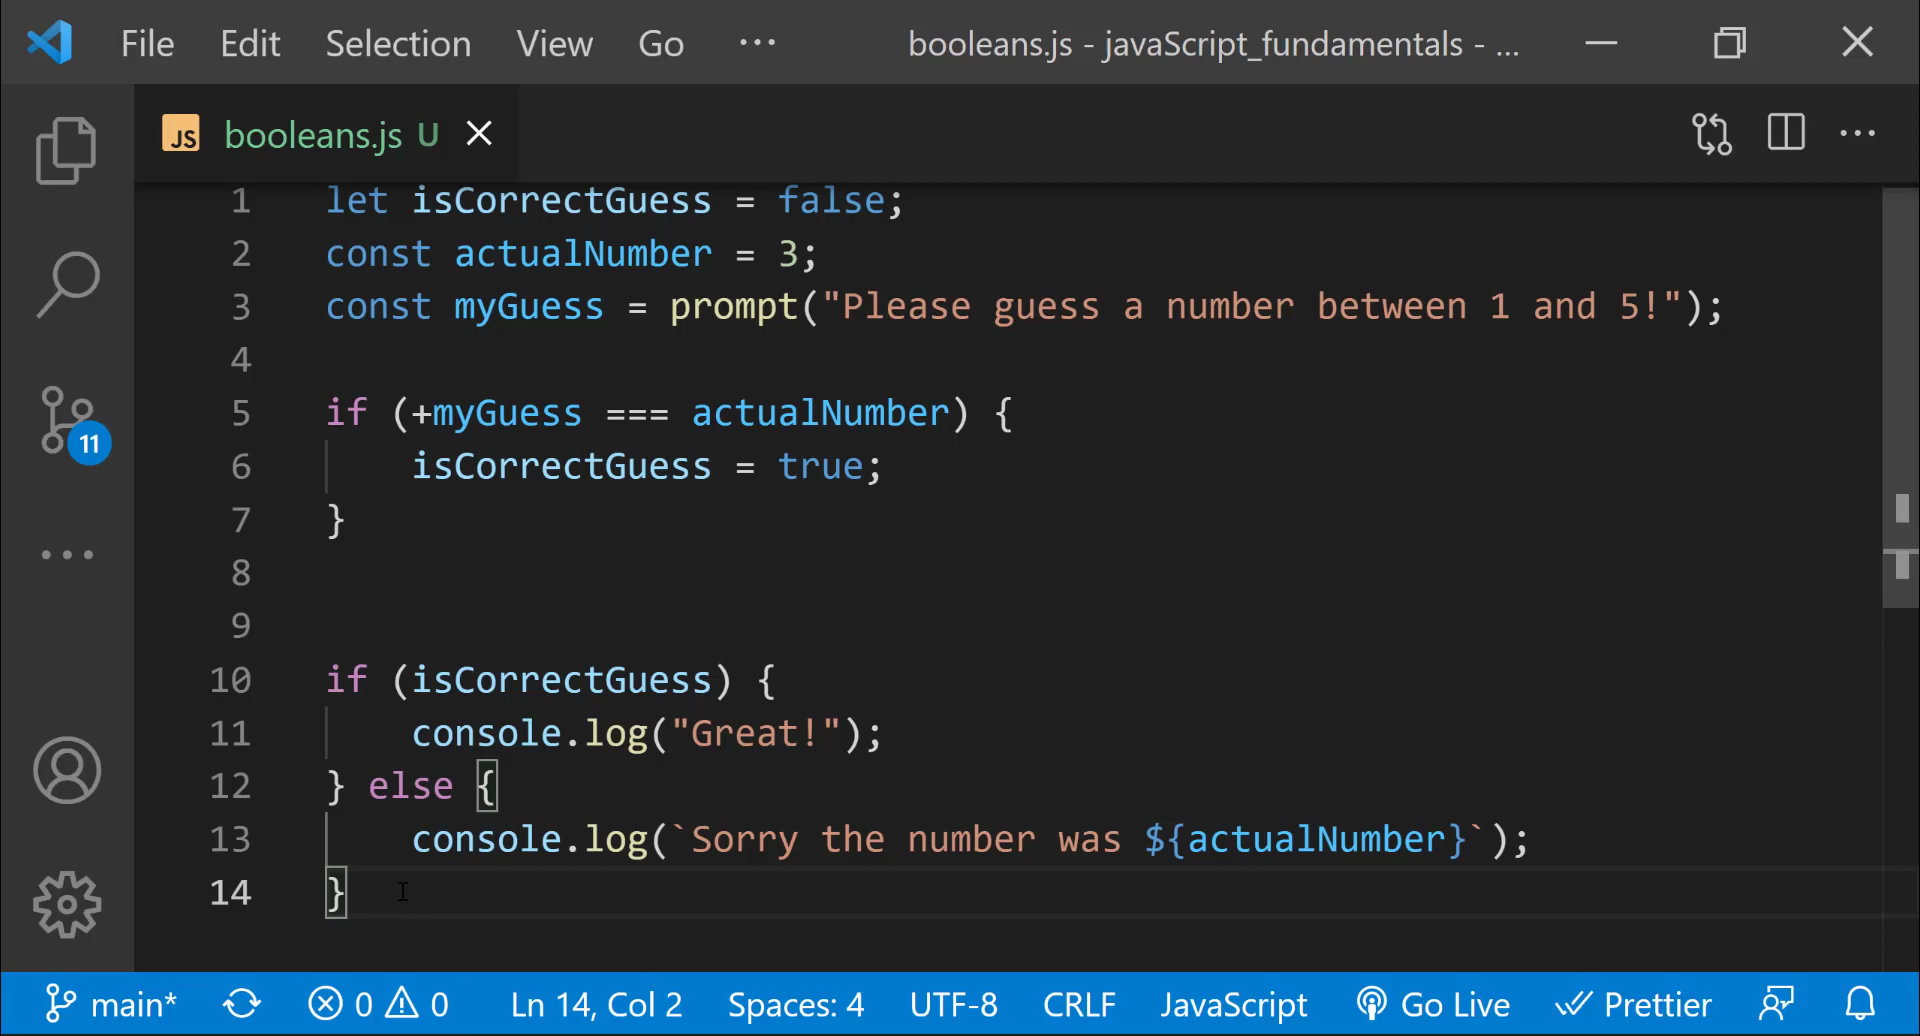 File Edit Selection View Go ··· booleans.js - javaScript_fundamentals - ...
JS booleans.js U
1 let isCorrectGuess = false;
2 const actualNumber = 3;
3 const myGuess = prompt("Please guess a number between 1 and 5!");
4
5 if (+myGuess === actualNumber) {
6     isCorrectGuess = true;
7 }
8
9
10 if (isCorrectGuess) {
11     console.log("Great!");
12 } else {
13     console.log(`Sorry the number was ${actualNumber}`);
14 }
11
main* 0 0 Ln 14, Col 2 Spaces: 4 UTF-8 CRLF JavaScript Go Live Prettier